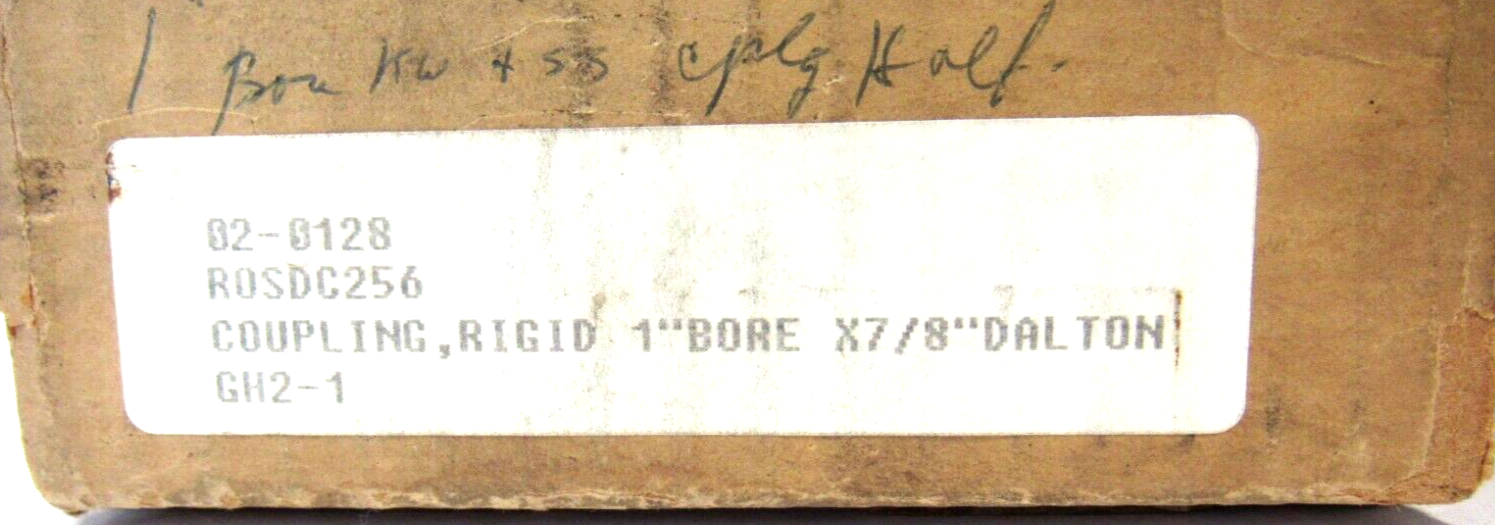 1 Bore KW + SS cplg Half.
02-0128
ROSDC256
COUPLING,RIGID 1"BORE X7/8"DALTON
GH2-1